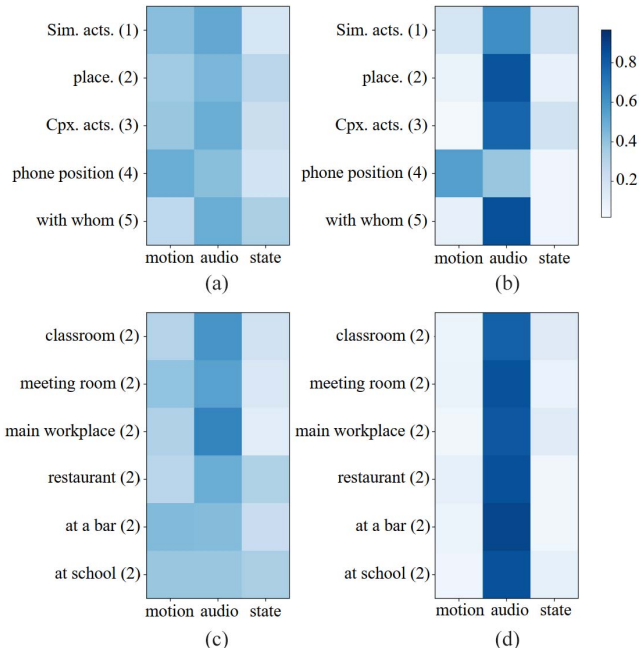 Sim. acts. (1)
place. (2)
Cpx. acts. (3)
phone position (4)
with whom (5)
motion audio state
(a)
Sim. acts. (1)
place. (2)
Cpx. acts. (3)
phone position (4)
with whom (5)
motion audio state
(b)
0.8
0.6
0.4
0.2
classroom (2)
meeting room (2)
main workplace (2)
restaurant (2)
at a bar (2)
at school (2)
motion audio state
(c)
classroom (2)
meeting room (2)
main workplace (2)
restaurant (2)
at a bar (2)
at school (2)
motion audio state
(d)